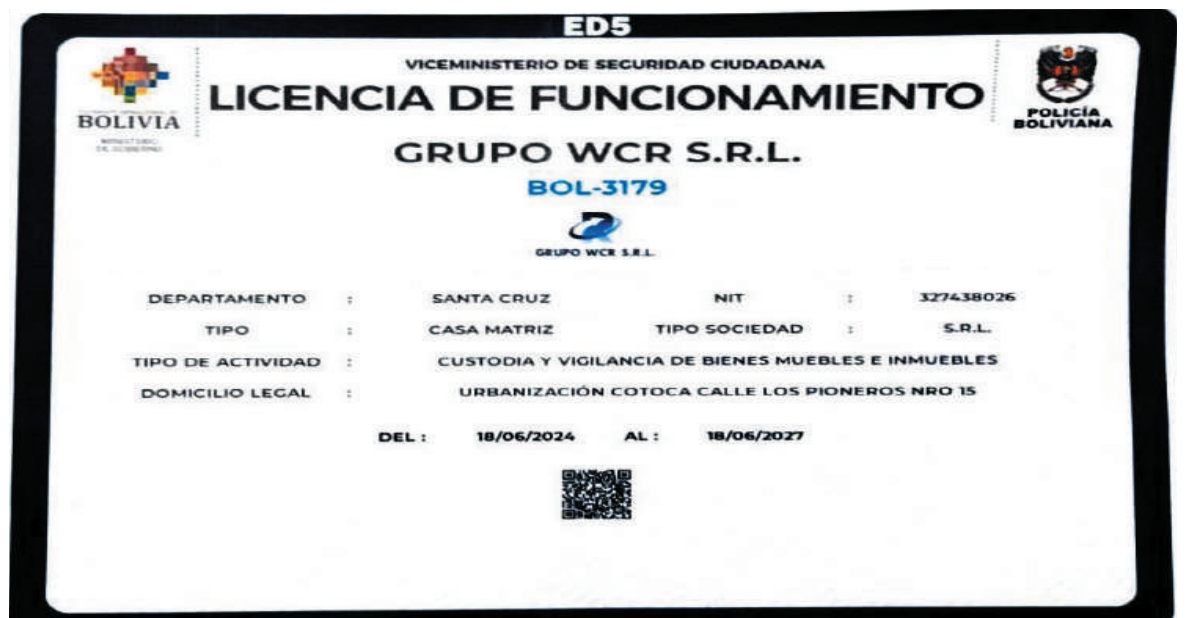 ED5
VICEMINISTERIO DE SEGURIDAD CIUDADANA
LICENCIA DE FUNCIONAMIENTO
BOLIVIA
POLICÍA
BOLIVIANA
GRUPO WCR S.R.L.
BOL-3179
GRUPO WCR S.R.L.
DEPARTAMENTO : SANTA CRUZ NIT : 327438026
TIPO : CASA MATRIZ TIPO SOCIEDAD : S.R.L.
TIPO DE ACTIVIDAD : CUSTODIA Y VIGILANCIA DE BIENES MUEBLES E INMUEBLES
DOMICILIO LEGAL : URBANIZACIÓN COTOCA CALLE LOS PIONEROS NRO 15
DEL : 18/06/2024 AL : 18/06/2027